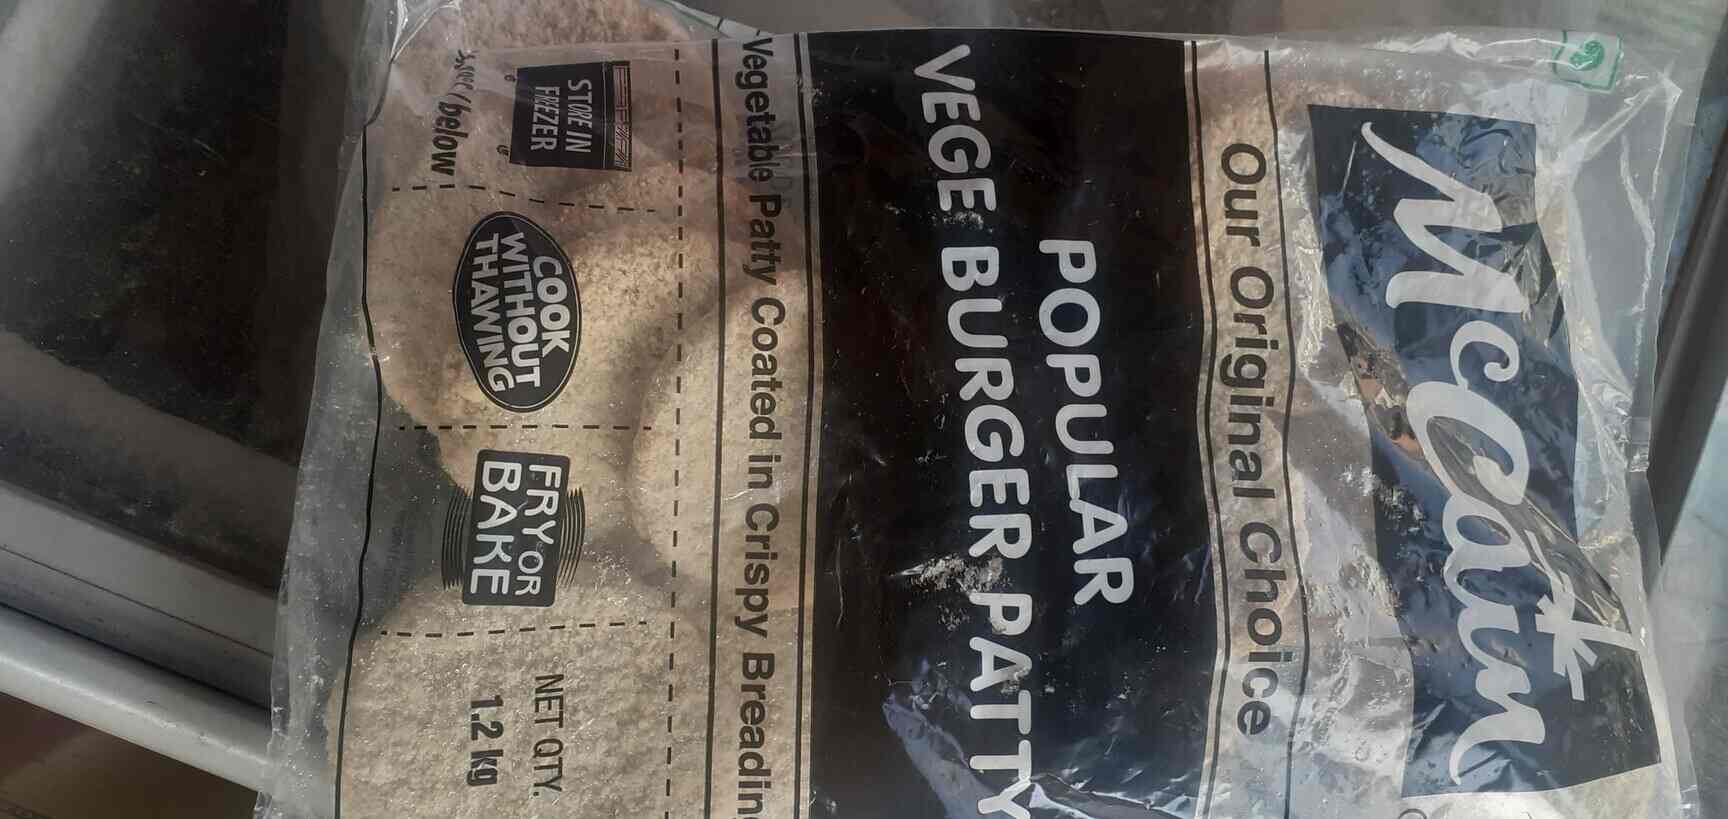 McCain
Our Original Choice
POPULAR
VEGE BURGER PATTY
Vegetable Patty Coated in Crispy Breadin
STORE IN
FREEZER
below
COOK
WITHOUT
THAWING
FRY OR
BAKE
NET QTY.
1.2 kg